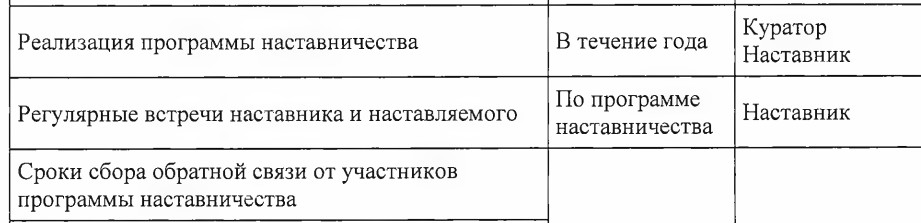 Реализация программы наставничества
В течение года
Куратор
Наставник
Регулярные встречи наставника и наставляемого
По программе
наставничества
Наставник
Сроки сбора обратной связи от участников
программы наставничества